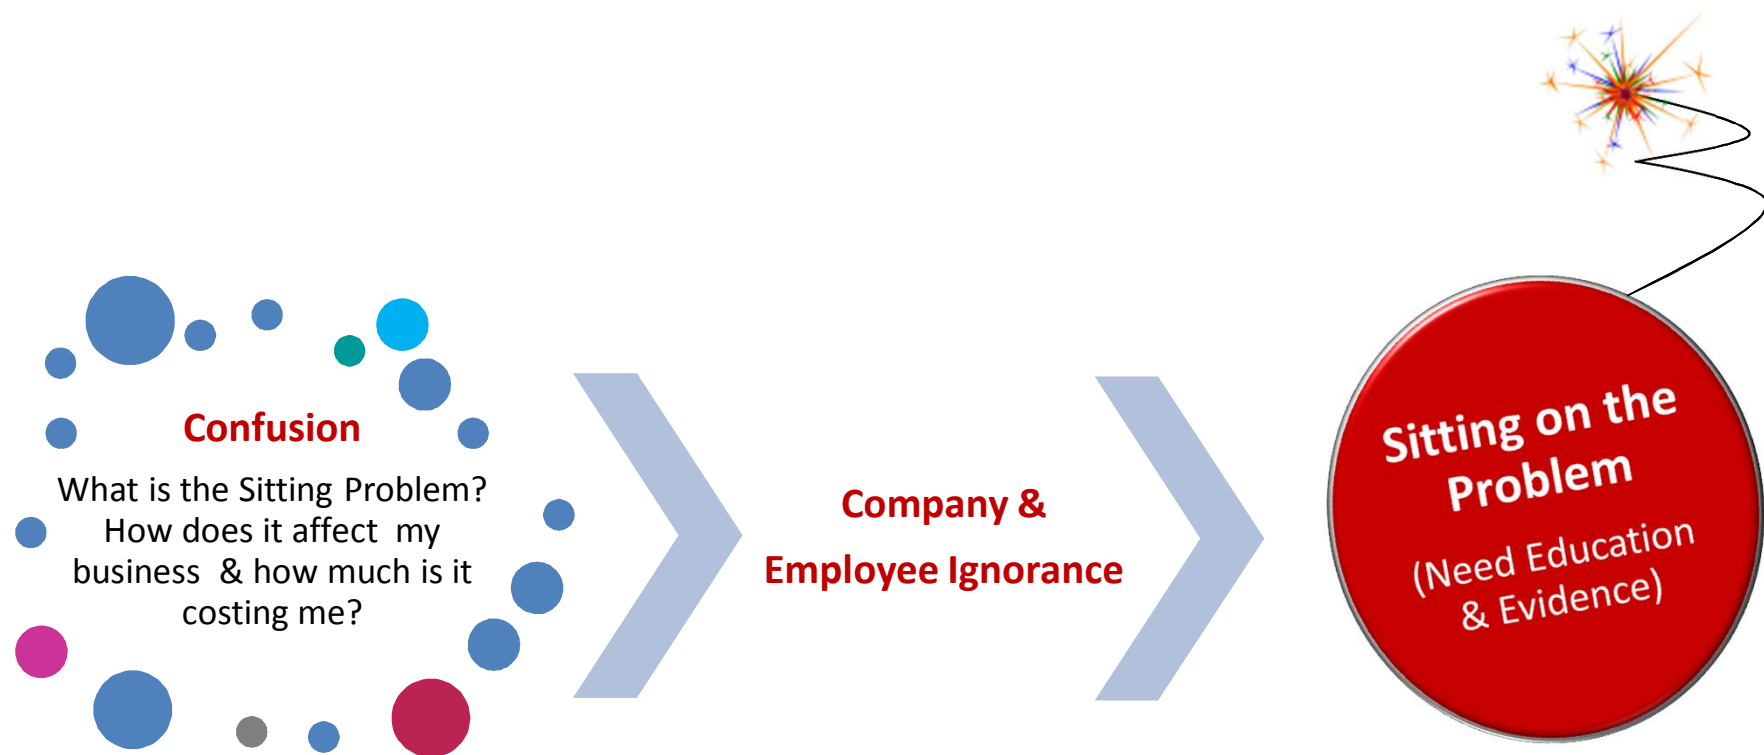 Confusion
What is the Sitting Problem?
How does it affect my
business & how much is it
costing me?
Company &
Employee Ignorance
Sitting on the
Problem
(Need Education
& Evidence)